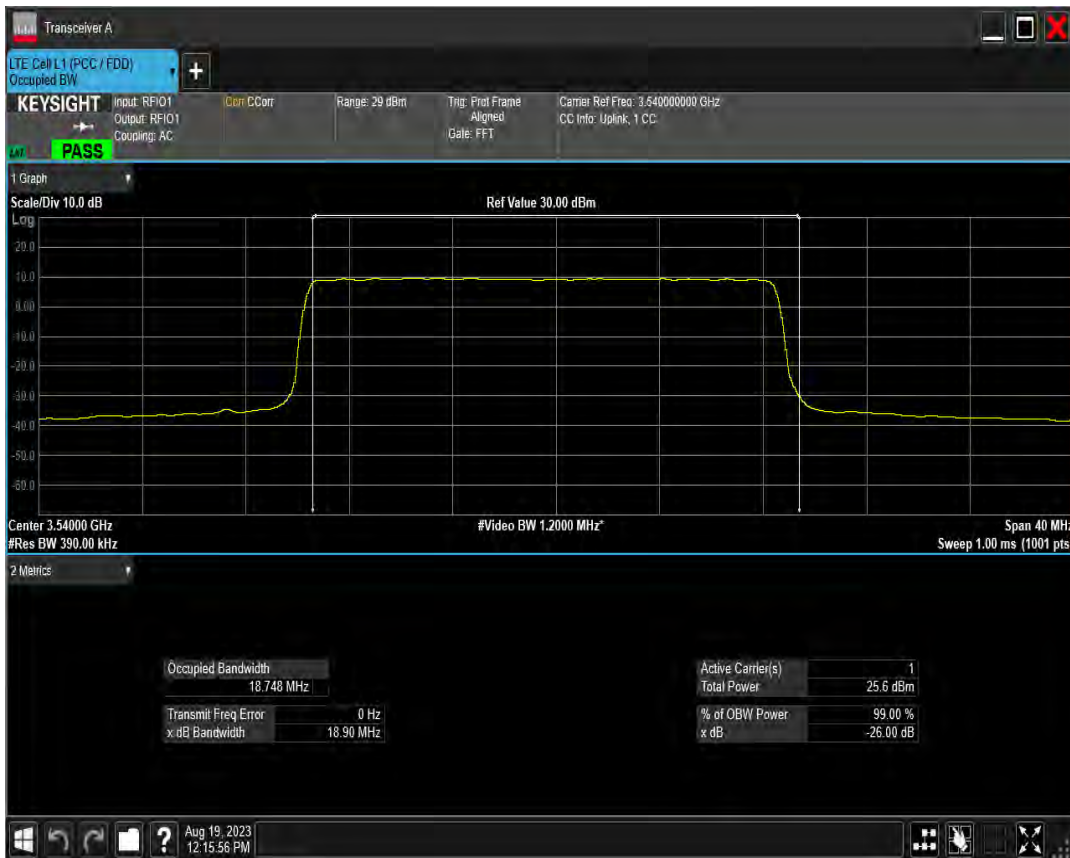 Transceiver A
LTE Cell L1 (PCC / FDD)
Occupied BW
+
KEYSIGHT
Input: RFIO1
Output: RFIO1
Coupling: AC
Corr CCorr
Range: 29 dBm
Trig: Prot Frame
Aligned
Gate: FFT
Carrier Ref Freq: 3.540000000 GHz
CC Info: Uplink, 1 CC
PASS
1 Graph
Scale/Div 10.0 dB
Ref Value 30.00 dBm
Log
20.0
10.0
0.00
-10.0
-20.0
-30.0
-40.0
-50.0
-60.0
Center 3.54000 GHz
#Video BW 1.2000 MHz*
Span 40 MHz
#Res BW 390.00 kHz
Sweep 1.00 ms (1001 pts
2 Metrics
Occupied Bandwidth
18.748 MHz
Transmit Freq Error 0 Hz
x dB Bandwidth 18.90 MHz
Active Carrier(s) 1
Total Power 25.6 dBm
% of OBW Power 99.00 %
x dB -26.00 dB
?
Aug 19, 2023
12:15:56 PM